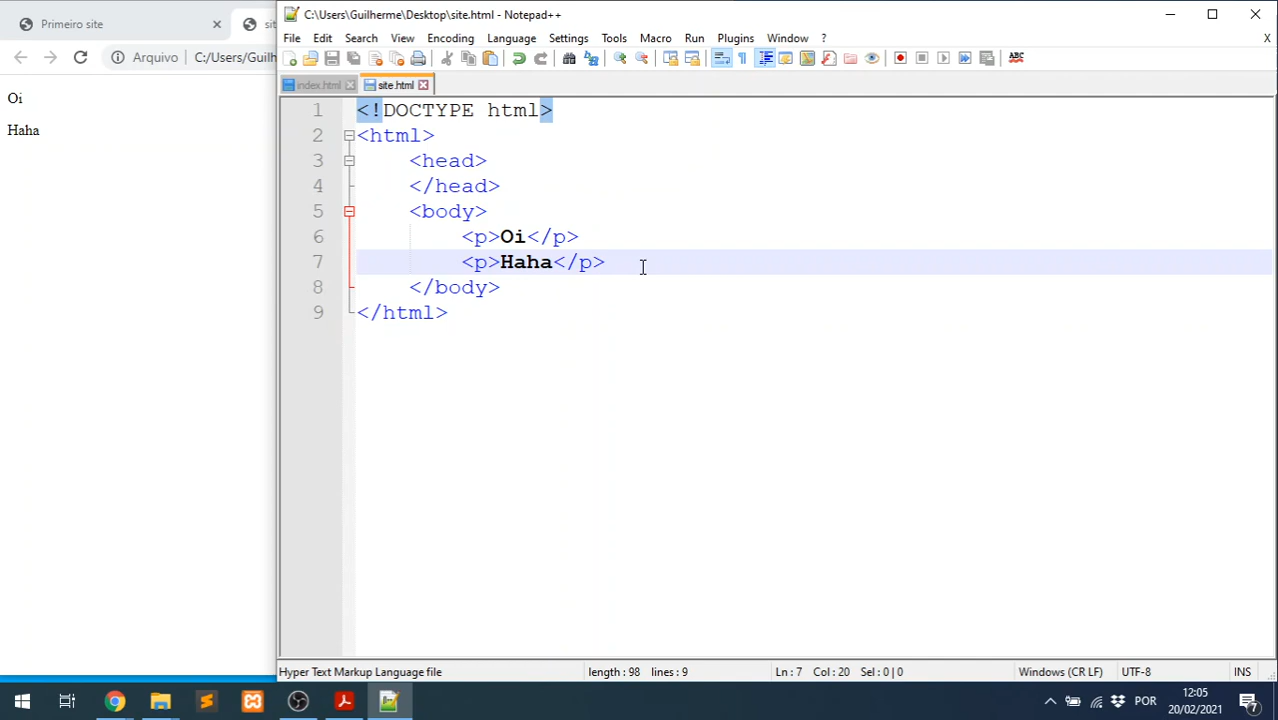 Primeiro site
sit
Arquivo
C:/Users/Guilh
Oi
Haha
C:\Users\Guilherme\Desktop\site.html - Notepad++
File Edit Search View Encoding Language Settings Tools Macro Run Plugins Window ? X
ABC
index.html site.html
1 <!DOCTYPE html>
2 <html>
3 <head>
4 </head>
5 <body>
6 <p>Oi</p>
7 <p>Haha</p>
8 </body>
9 </html>
Hyper Text Markup Language file length : 98 lines : 9 Ln : 7 Col : 20 Sel : 0 | 0 Windows (CR LF) UTF-8 INS
POR
12:05
20/02/2021
7